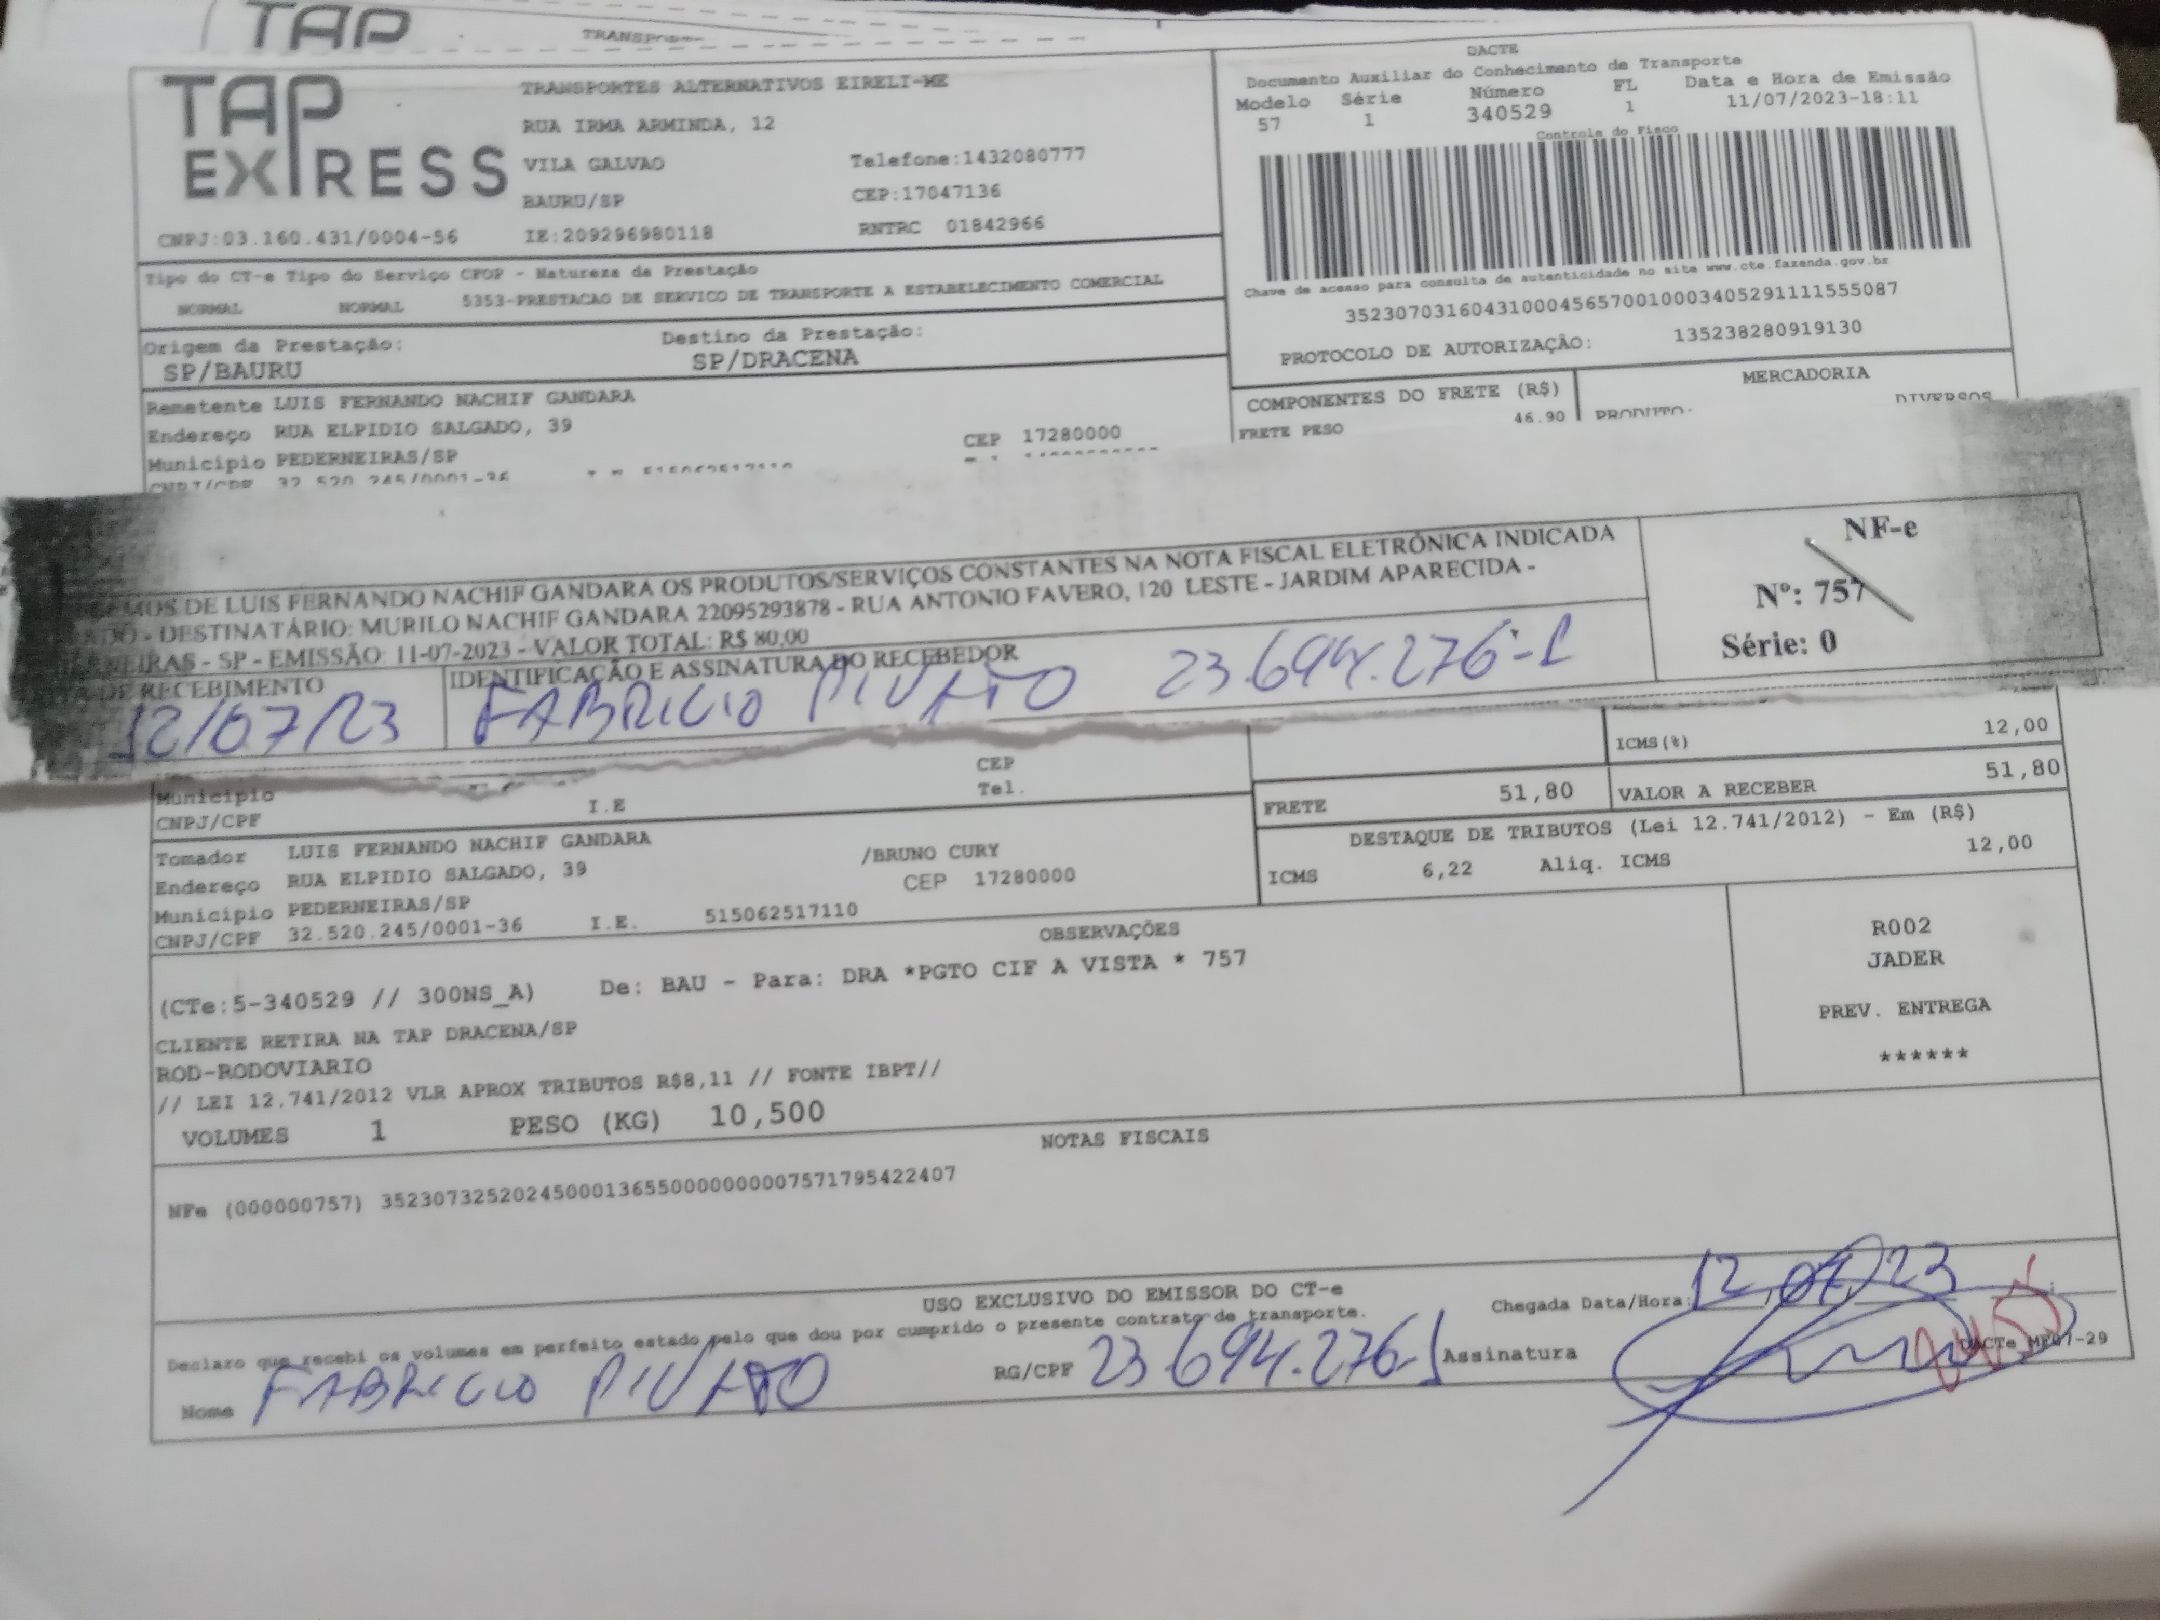 TAP
TAP EXPRESS
TRANSPORTES ALTERNATIVOS EIRELI-ME
RUA IRMA ARMINDA, 12
VILA GALVAO Telefone:1432080777
BAURU/SP CEP:17047136
CNPJ:03.160.431/0004-56 IE:209296980118 RNTRC 01842966
DACTE
Documento Auxiliar do Conhecimento de Transporte
Modelo Série Número FL Data e Hora de Emissão
57 1 340529 1 11/07/2023-18:11
Controle do Fisco
Chave de acesso para consulta de autenticidade no site www.cte.fazenda.gov.br
35230703160431000456570010003405291111555087
PROTOCOLO DE AUTORIZAÇÃO: 135238280919130
Tipo do CT-e Tipo do Serviço CFOP - Natureza da Prestação
NORMAL NORMAL 5353-PRESTACAO DE SERVICO DE TRANSPORTE A ESTABELECIMENTO COMERCIAL
Origem da Prestação: Destino da Prestação:
SP/BAURU SP/DRACENA
Remetente LUIS FERNANDO NACHIF GANDARA
Endereço RUA ELPIDIO SALGADO, 39
Município PEDERNEIRAS/SP CEP 17280000
CNPJ/CPF 32.520.245/0001-36
COMPONENTES DO FRETE (R$) MERCADORIA
FRETE PESO 46.90 PRODUTO: DIVERSOS
DE LUIS FERNANDO NACHIF GANDARA OS PRODUTOS/SERVIÇOS CONSTANTES NA NOTA FISCAL ELETRÔNICA INDICADA
- DESTINATÁRIO: MURILO NACHIF GANDARA 22095293878 - RUA ANTONIO FAVERO, 120 LESTE - JARDIM APARECIDA -
- SP - EMISSÃO: 11-07-2023 - VALOR TOTAL: R$ 80,00
DE RECEBIMENTO IDENTIFICAÇÃO E ASSINATURA DO RECEBEDOR
12/07/23 FABRICIO PIVATO 23.694.276-1
NF-e
Nº: 757
Série: 0
ICMS(%) 12,00
FRETE 51,80 VALOR A RECEBER 51,80
Município CEP
CNPJ/CPF I.E Tel.
DESTAQUE DE TRIBUTOS (Lei 12.741/2012) - Em (R$)
ICMS 6,22 Aliq. ICMS 12,00
Tomador LUIS FERNANDO NACHIF GANDARA /BRUNO CURY
Endereço RUA ELPIDIO SALGADO, 39 CEP 17280000
Município PEDERNEIRAS/SP
CNPJ/CPF 32.520.245/0001-36 I.E. 515062517110
OBSERVAÇÕES
(CTe:5-340529 // 300NS_A) De: BAU - Para: DRA *PGTO CIF A VISTA * 757
CLIENTE RETIRA NA TAP DRACENA/SP
ROD-RODOVIARIO
// LEI 12.741/2012 VLR APROX TRIBUTOS R$8,11 // FONTE IBPT//
VOLUMES 1 PESO (KG) 10,500
R002
JADER
PREV. ENTREGA
******
NOTAS FISCAIS
NFe (000000757) 35230732520245000136550000000007571795422407
USO EXCLUSIVO DO EMISSOR DO CT-e
Declaro que recebi os volumes em perfeito estado pelo que dou por cumprido o presente contrato de transporte.
Chegada Data/Hora: 12,07,23
Nome FABRICIO PIVATO RG/CPF 23.694.276-1 Assinatura